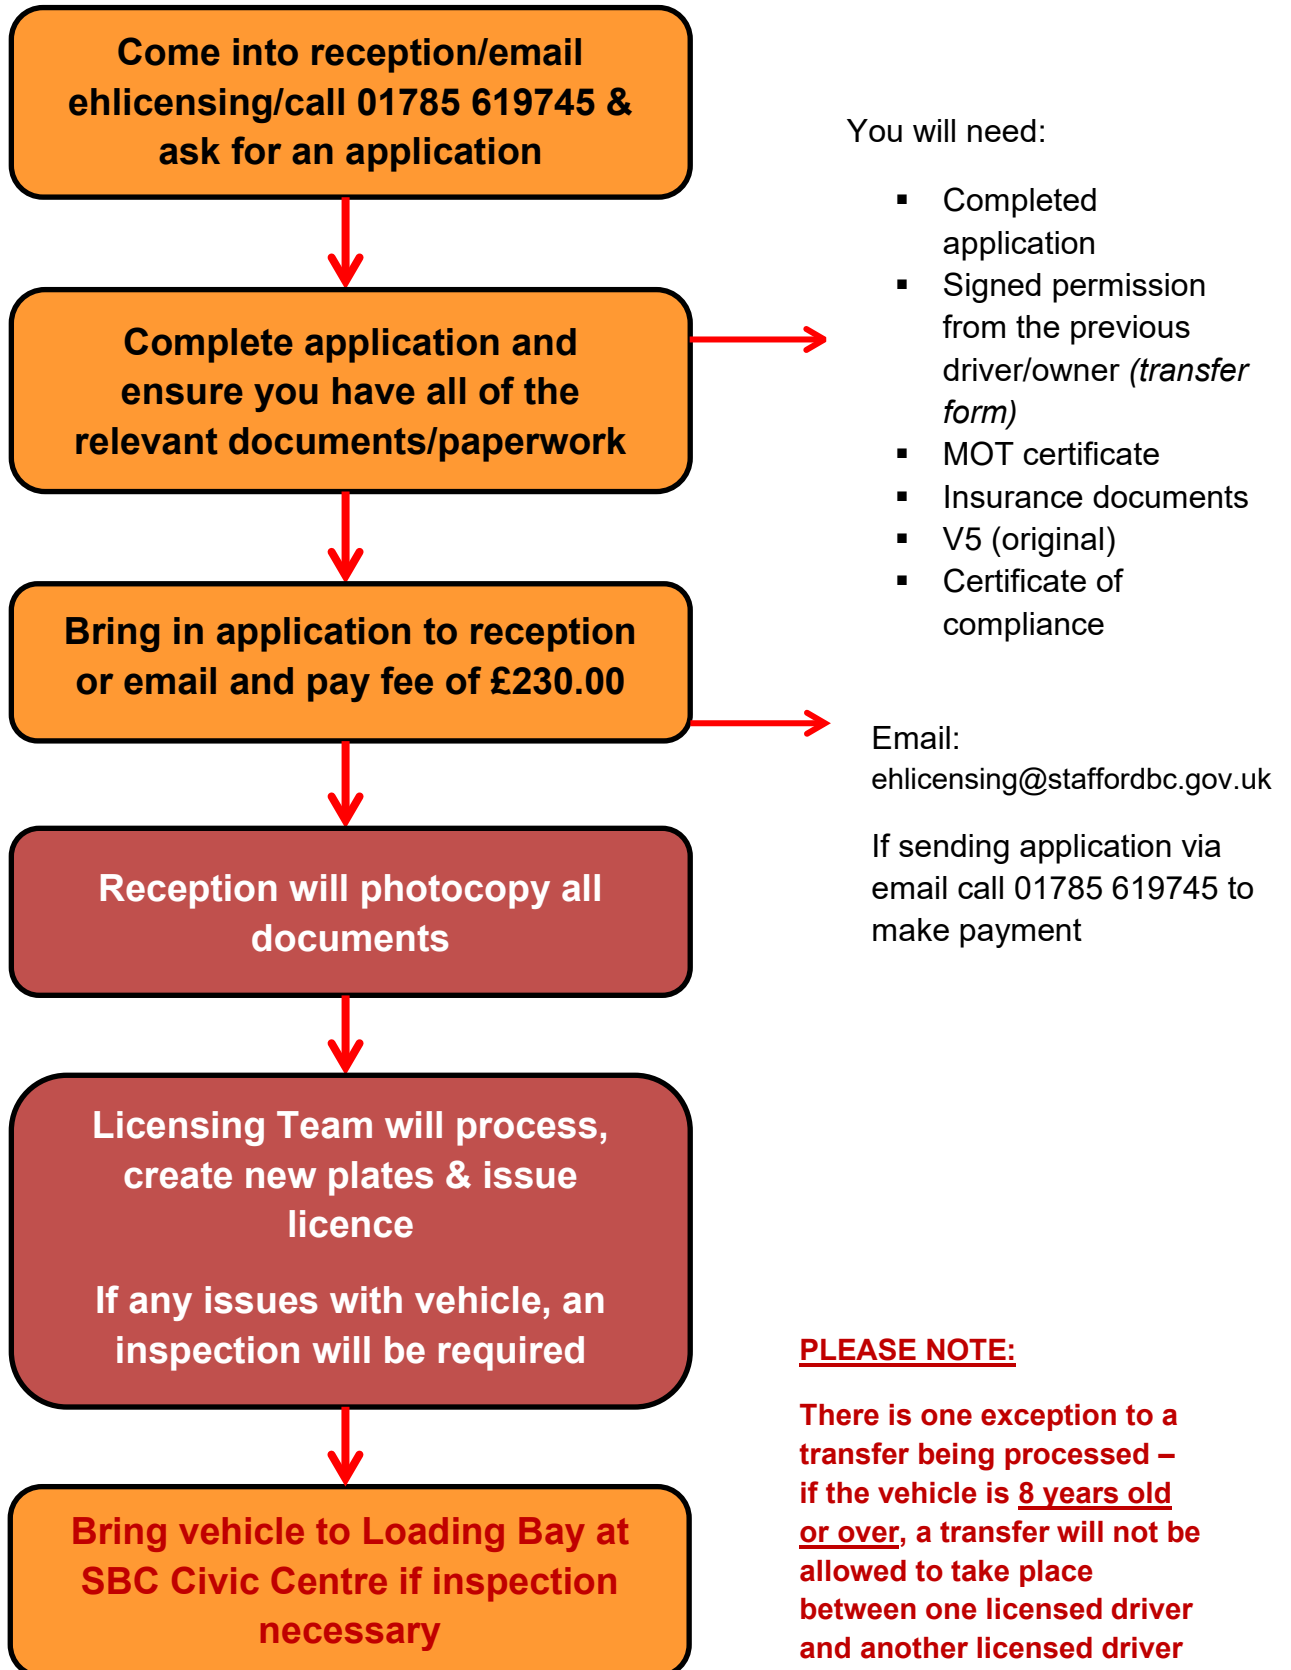 Come into reception/email
ehlicensing/call 01785 619745 &
ask for an application
Complete application and
ensure you have all of the
relevant documents/paperwork
You will need:
▪ Completed
application
▪ Signed permission
from the previous
driver/owner (transfer
form)
▪ MOT certificate
▪ Insurance documents
▪ V5 (original)
▪ Certificate of
compliance
Bring in application to reception
or email and pay fee of £230.00
Email:
ehlicensing@staffordbc.gov.uk
If sending application via
email call 01785 619745 to
make payment
Reception will photocopy all
documents
Licensing Team will process,
create new plates & issue
licence
If any issues with vehicle, an
inspection will be required
Bring vehicle to Loading Bay at
SBC Civic Centre if inspection
necessary
PLEASE NOTE:
There is one exception to a
transfer being processed –
if the vehicle is 8 years old
or over, a transfer will not be
allowed to take place
between one licensed driver
and another licensed driver